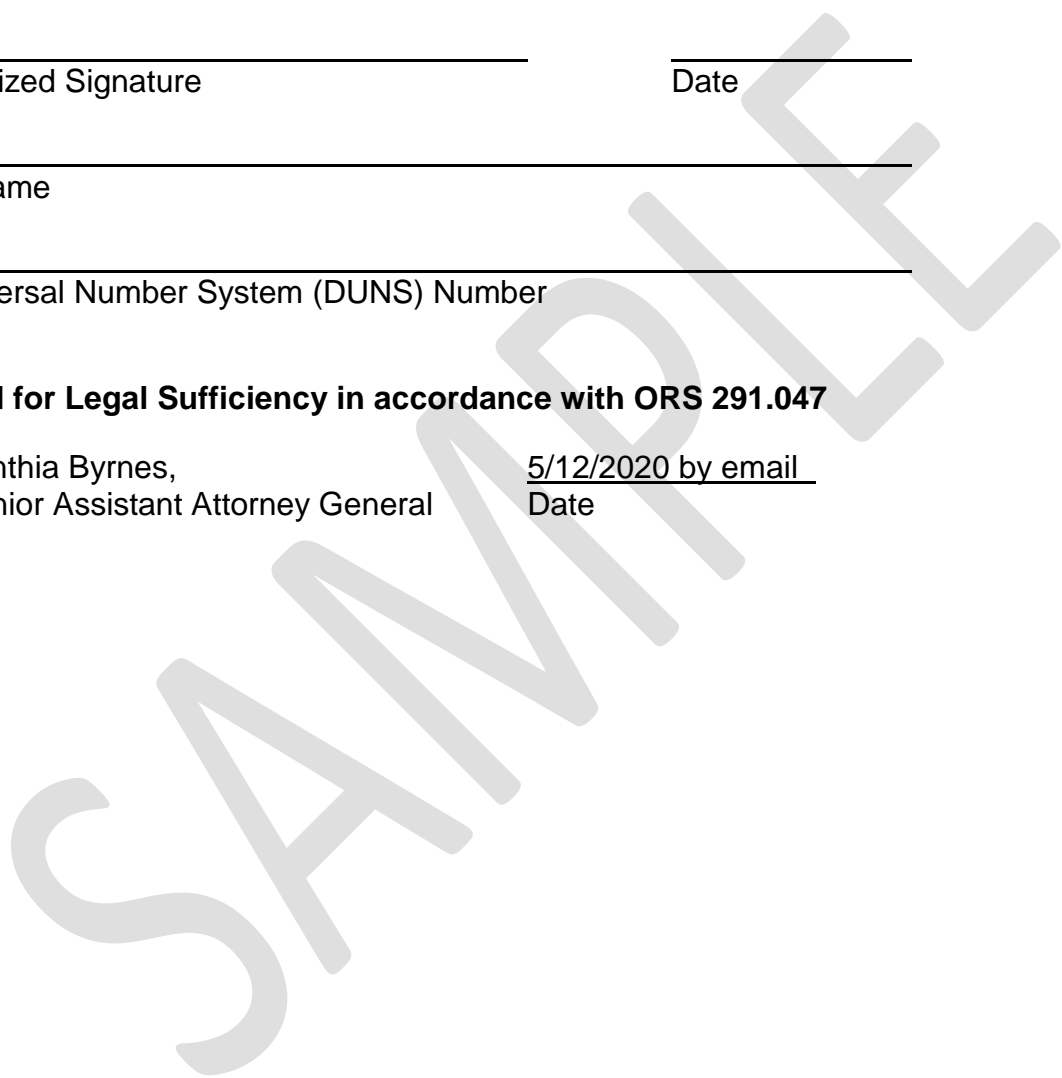 ized Signature Date
ame
ersal Number System (DUNS) Number
l for Legal Sufficiency in accordance with ORS 291.047
nthia Byrnes, 5/12/2020 by email
nior Assistant Attorney General Date
SAMPLE